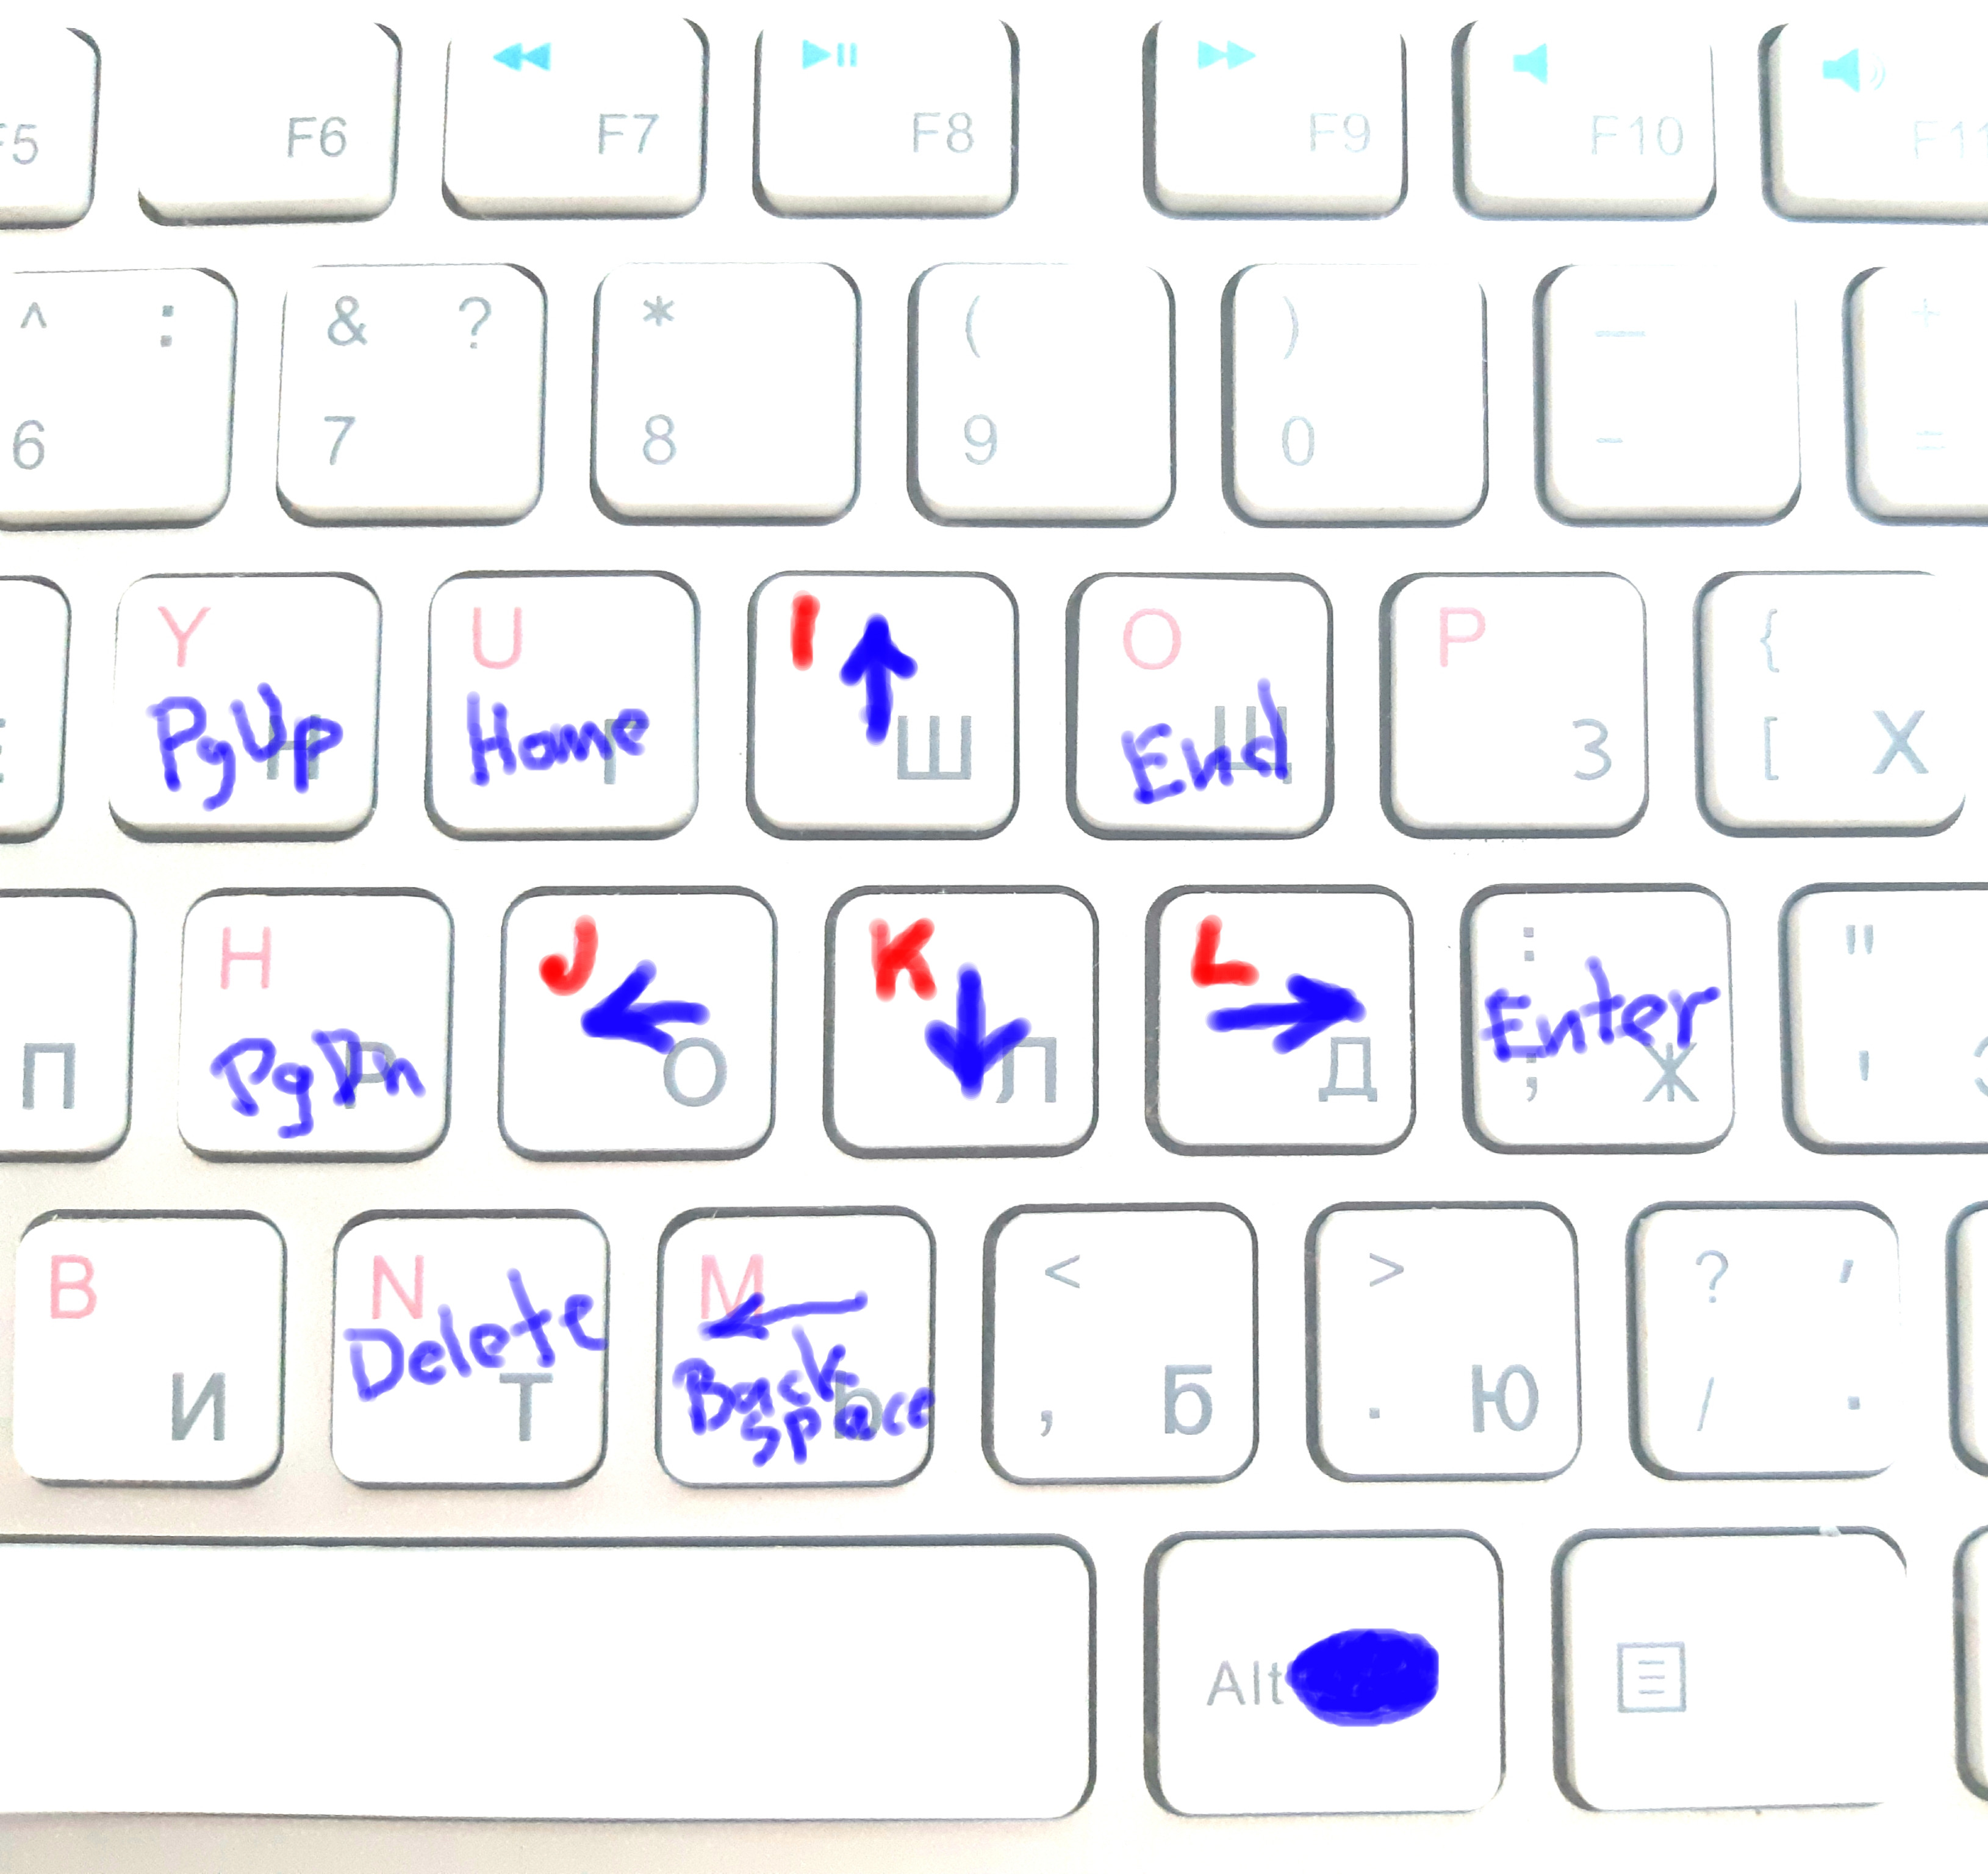 F5 F6 F7 F8 F9 F10 F11
^ : & ? * ( ) — +
6 7 8 9 0 - =
Y U I O P {
PgUp Н Home Г Ш End Щ З [ Х
H J K L : "
П PgDn Р О Л Д Enter ; Ж '
B N M < > ? ,
Delete
И Т Back space Ь , Б . Ю / .
Alt